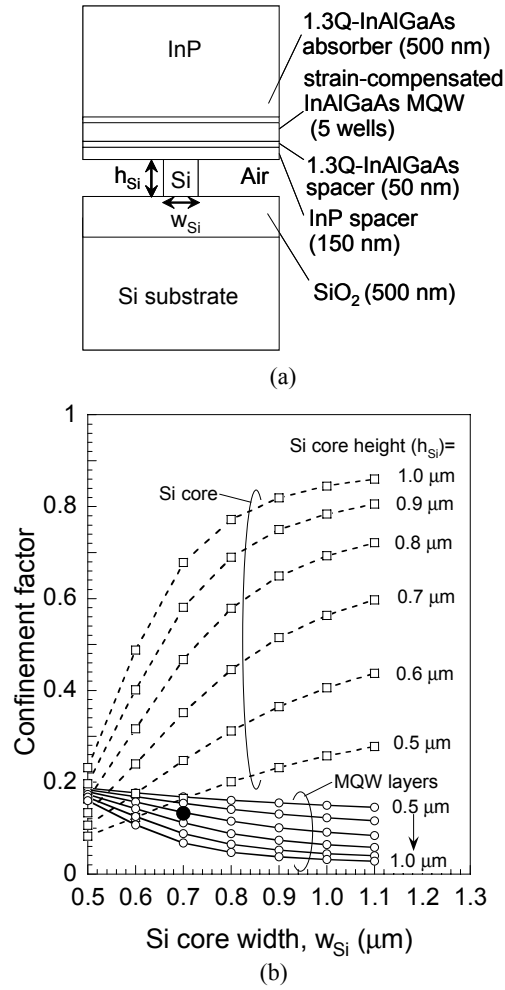 1.3Q-InAlGaAs
absorber (500 nm)
InP
strain-compensated
InAlGaAs MQW
(5 wells)
h_Si
Si
Air
1.3Q-InAlGaAs
spacer (50 nm)
w_Si
InP spacer
(150 nm)
Si substrate
SiO₂ (500 nm)
(a)
1
Si core height (h_Si)=
Si core
1.0 μm
0.9 μm
0.8
0.8 μm
0.6
0.7 μm
Confinement factor
0.4
0.6 μm
0.5 μm
0.2
MQW layers
0.5 μm
1.0 μm
0
0.5 0.6 0.7 0.8 0.9 1.0 1.1 1.2 1.3
Si core width, w_Si (μm)
(b)